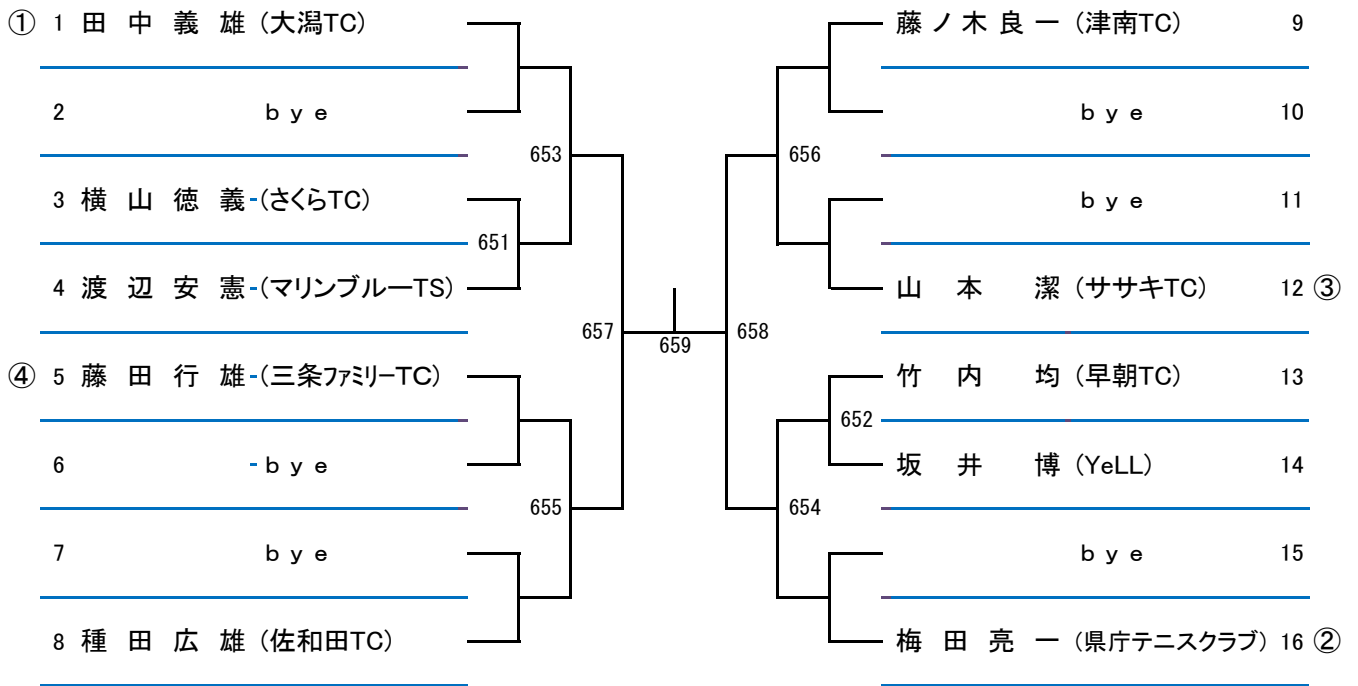 ① 1 田中義雄 (大潟TC)
2 bye
653
3 横山徳義-(さくらTC)
651
4 渡辺安憲-(マリンブルーTS)
657
④ 5 藤田行雄-(三条ファミリーTC)
6 -bye
655
7 bye
8 種田広雄 (佐和田TC)
659
藤ノ木良一 (津南TC) 9
bye 10
656
bye 11
山本潔 (ササキTC) 12 ③
658
竹内均 (早朝TC) 13
652
坂井博 (YeLL) 14
654
bye 15
梅田亮一 (県庁テニスクラブ) 16 ②